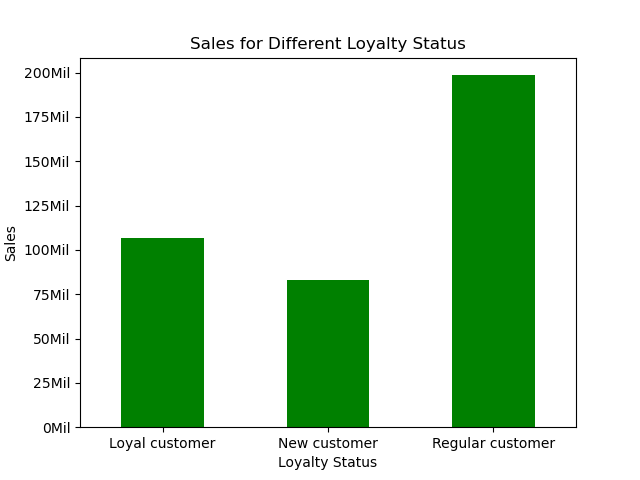 Sales for Different Loyalty Status
200Mil
175Mil
150Mil
125Mil
100Mil
75Mil
50Mil
25Mil
0Mil
Sales
Loyal customer New customer Regular customer
Loyalty Status